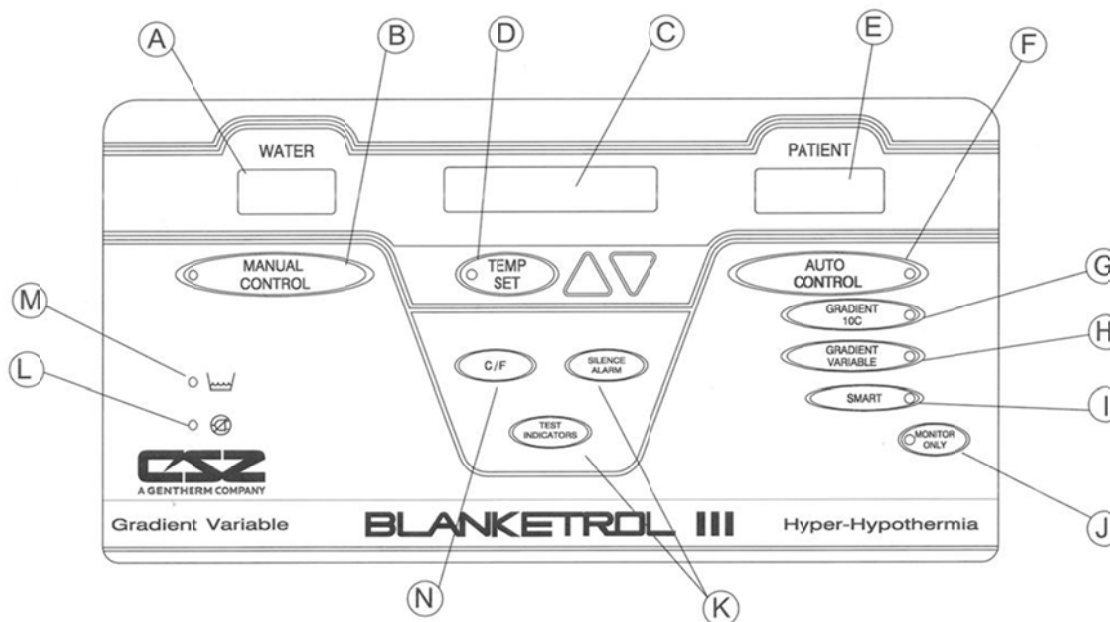 A
B
D
C
E
F
WATER
PATIENT
MANUAL
CONTROL
TEMP
SET
AUTO
CONTROL
GRADIENT
10C
G
M
GRADIENT
VARIABLE
H
L
C/F
SILENCE
ALARM
SMART
I
TEST
INDICATORS
MONITOR
ONLY
J
CSZ
A GENTHERM COMPANY
Gradient Variable
BLANKETROL III
Hyper-Hypothermia
N
K